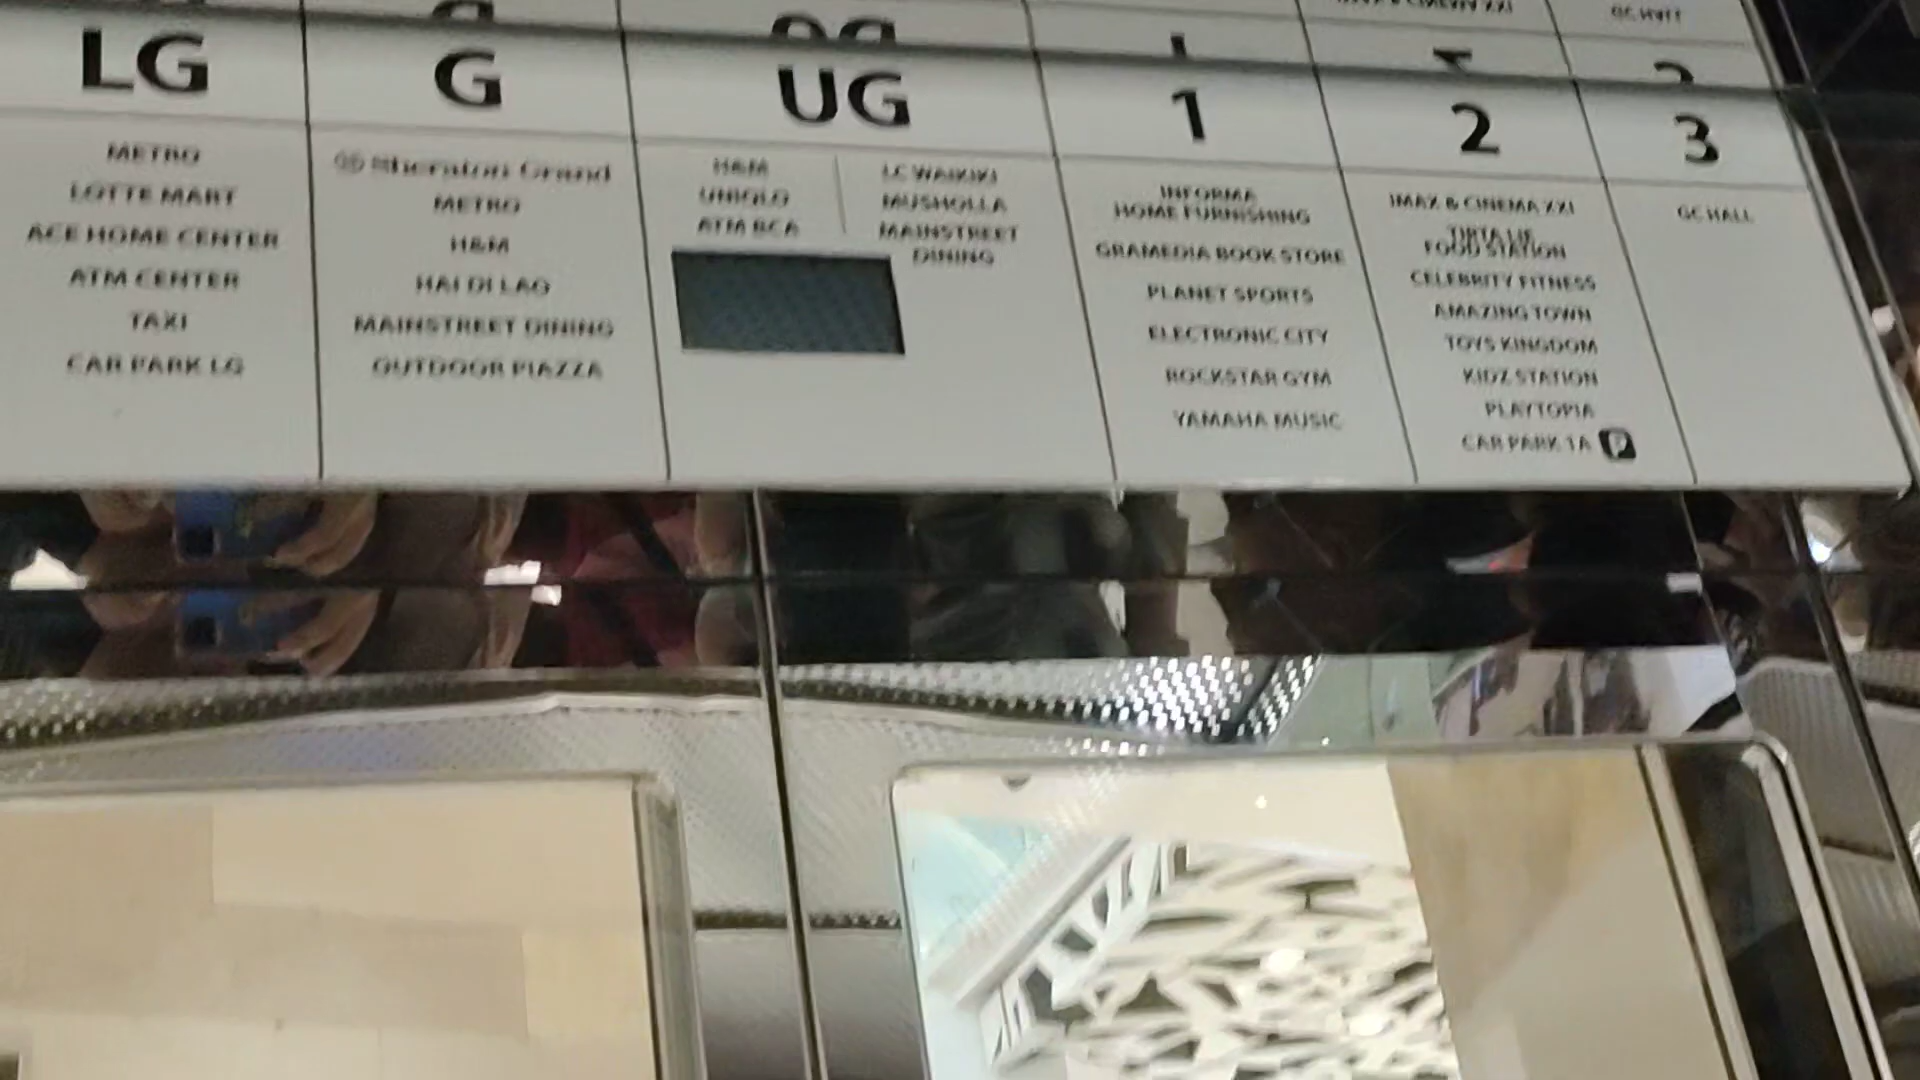 LG
METRO
LOTTE MART
ACE HOME CENTER
ATM CENTER
TAXI
CAR PARK LG
G
Sheraton Grand
METRO
H&M
HAI DI LAO
MAINSTREET DINING
OUTDOOR PIAZZA
UG
H&M
UNIQLO
ATM BCA
LC WAIKIKI
MUSHOLLA
MAINSTREET
DINING
1
INFORMA
HOME FURNISHING
GRAMEDIA BOOK STORE
PLANET SPORTS
ELECTRONIC CITY
ROCKSTAR GYM
YAMAHA MUSIC
2
IMAX & CINEMA XXI
TIRTA LIE
FOOD STATION
CELEBRITY FITNESS
AMAZING TOWN
TOYS KINGDOM
KIDZ STATION
PLAYTOPIA
CAR PARK 1A P
3
GC HALL